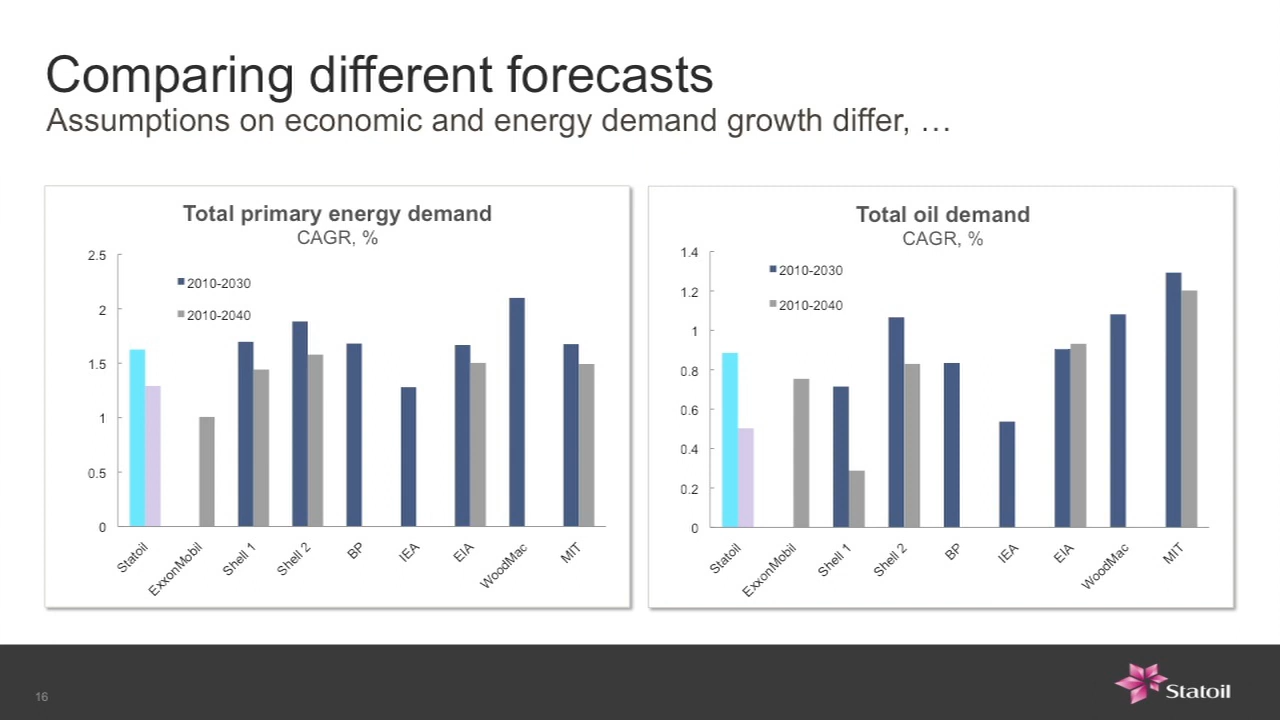 Comparing different forecasts
Assumptions on economic and energy demand growth differ, …
Total primary energy demand
CAGR, %
2.5
2
1.5
1
0.5
0
2010-2030
2010-2040
Statoil
ExxonMobil
Shell 1
Shell 2
BP
IEA
EIA
WoodMac
MIT
Total oil demand
CAGR, %
1.4
1.2
1
0.8
0.6
0.4
0.2
0
2010-2030
2010-2040
Statoil
ExxonMobil
Shell 1
Shell 2
BP
IEA
EIA
WoodMac
MIT
16
Statoil